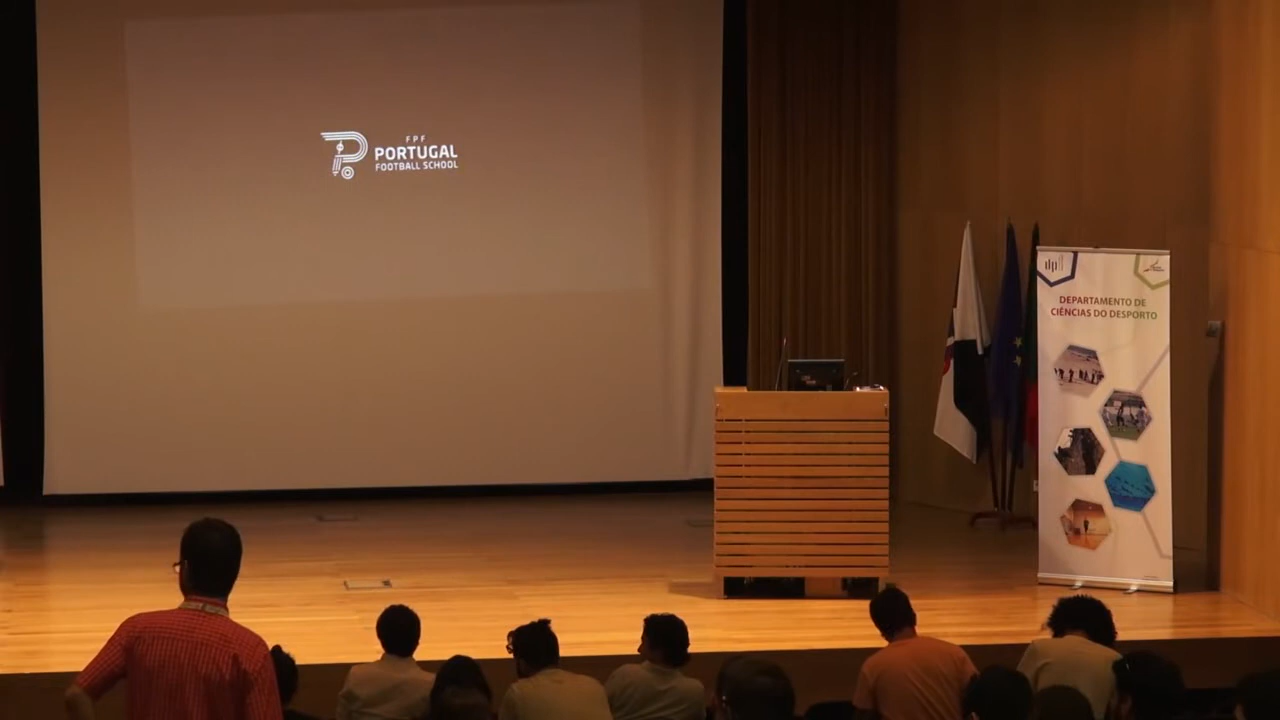 FPF
PORTUGAL
FOOTBALL SCHOOL
DEPARTAMENTO DE
CIÊNCIAS DO DESPORTO